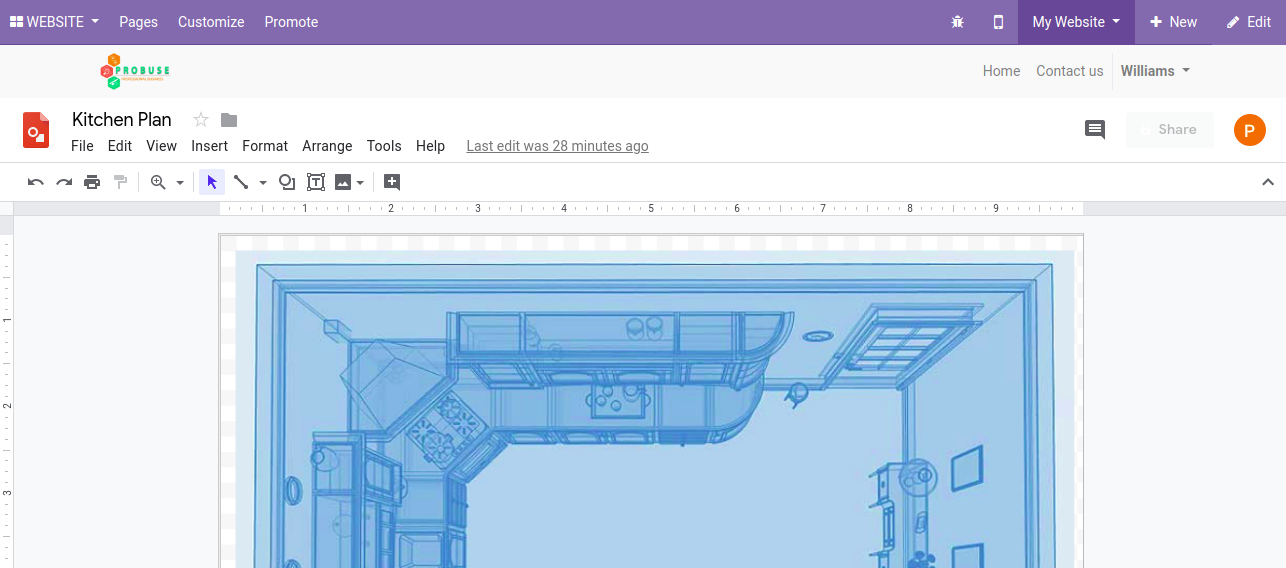 WEBSITE Pages Customize Promote My Website New Edit
PROBUSE
Home Contact us Williams
Kitchen Plan
Share
P
File Edit View Insert Format Arrange Tools Help Last edit was 28 minutes ago
1 2 3 4 5 6 7 8 9
1
2
3